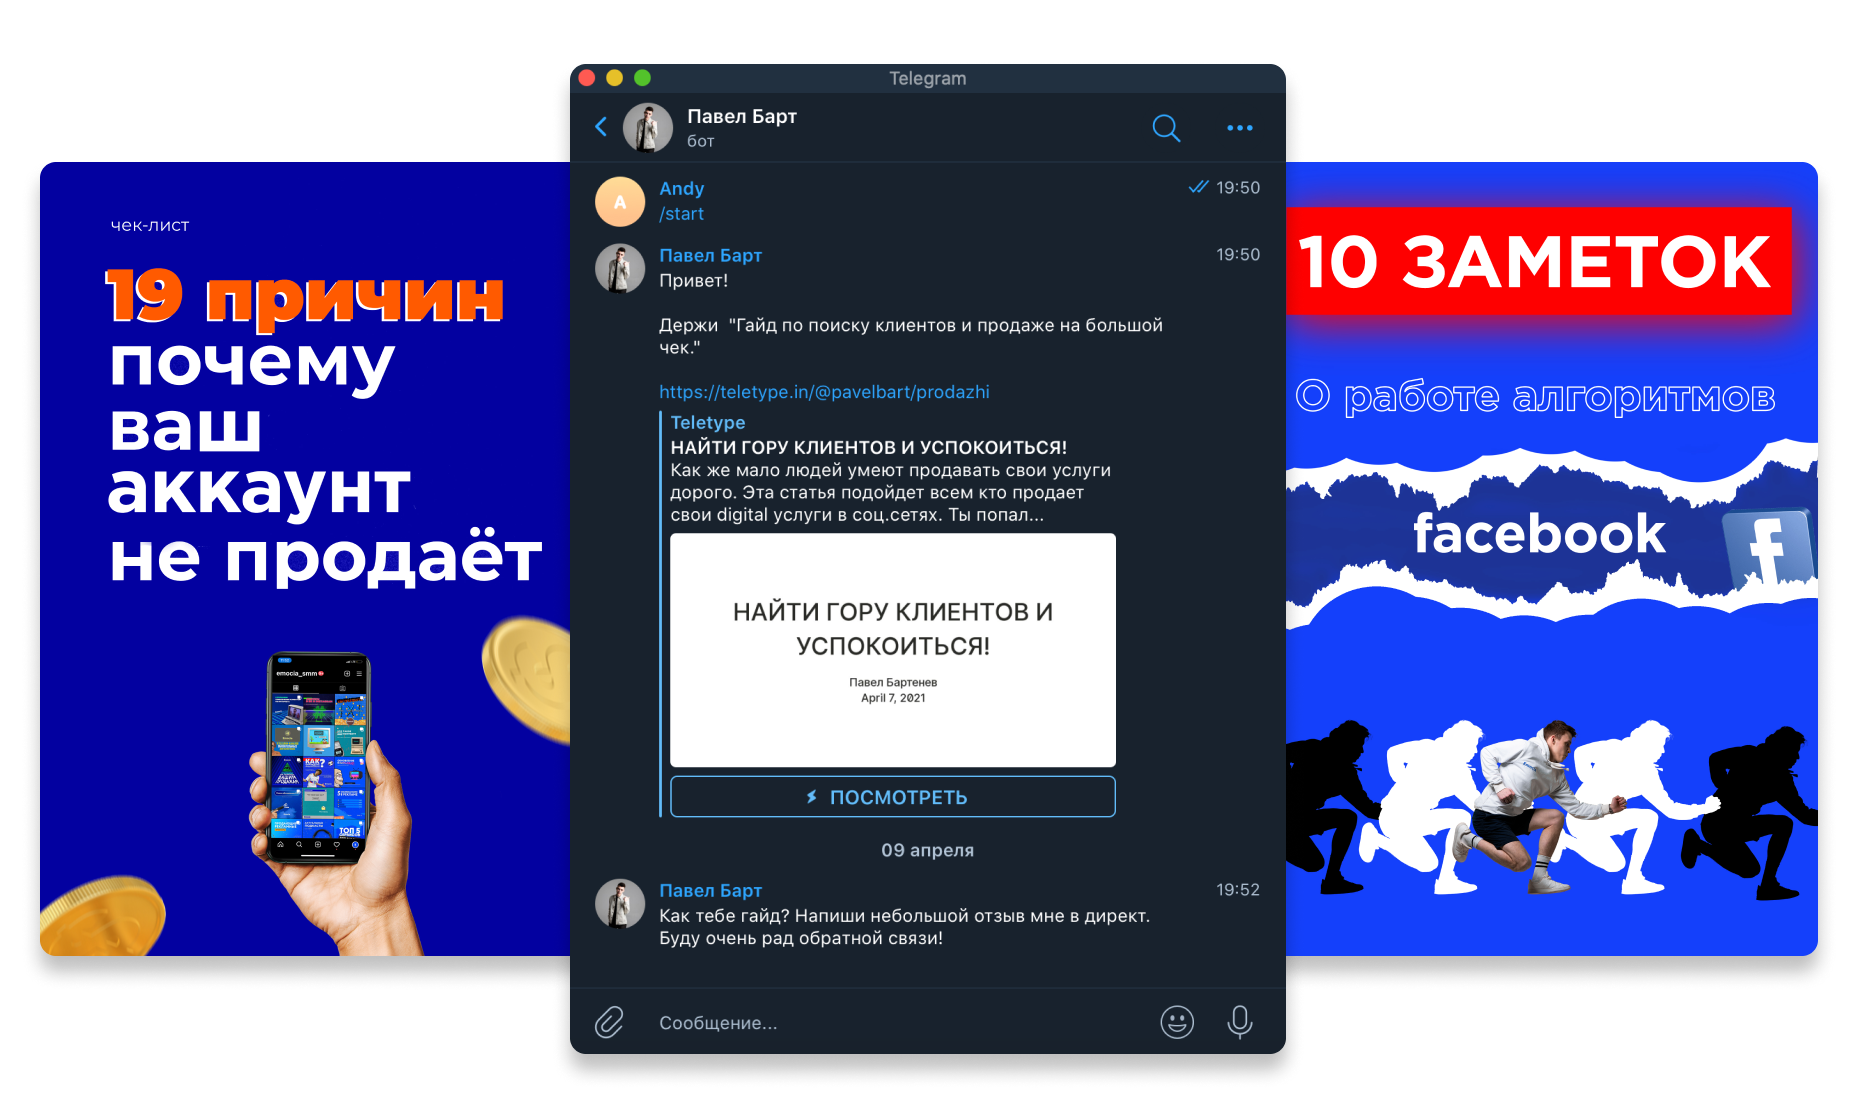 чек-лист
19 причин
почему
ваш
аккаунт
не продаёт
emocia_smm
КАК
ТОП 5
Telegram
Павел Барт
бот
Andy
19:50
/start
A
Павел Барт
19:50
Привет!
Держи "Гайд по поиску клиентов и продаже на большой
чек."
https://teletype.in/@pavelbart/prodazhi
Teletype
НАЙТИ ГОРУ КЛИЕНТОВ И УСПОКОИТЬСЯ!
Как же мало людей умеют продавать свои услуги
дорого. Эта статья подойдет всем кто продает
свои digital услуги в соц.сетях. Ты попал...
НАЙТИ ГОРУ КЛИЕНТОВ И
УСПОКОИТЬСЯ!
Павел Бартенев
April 7, 2021
ПОСМОТРЕТЬ
09 апреля
Павел Барт
19:52
Как тебе гайд? Напиши небольшой отзыв мне в директ.
Буду очень рад обратной связи!
Сообщение...
10 ЗАМЕТОК
О работе алгоритмов
facebook
f